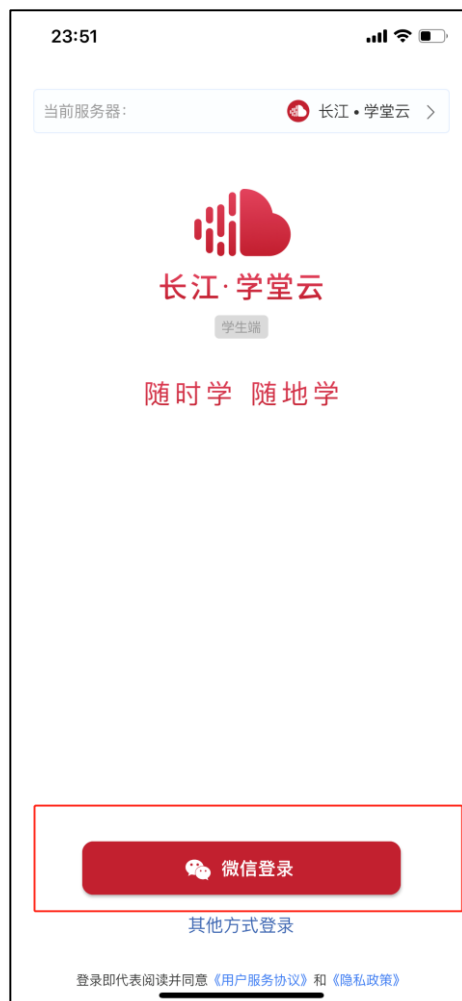 23:51
当前服务器： 长江•学堂云
长江·学堂云
学生端
随时学 随地学
微信登录
其他方式登录
登录即代表阅读并同意《用户服务协议》和《隐私政策》